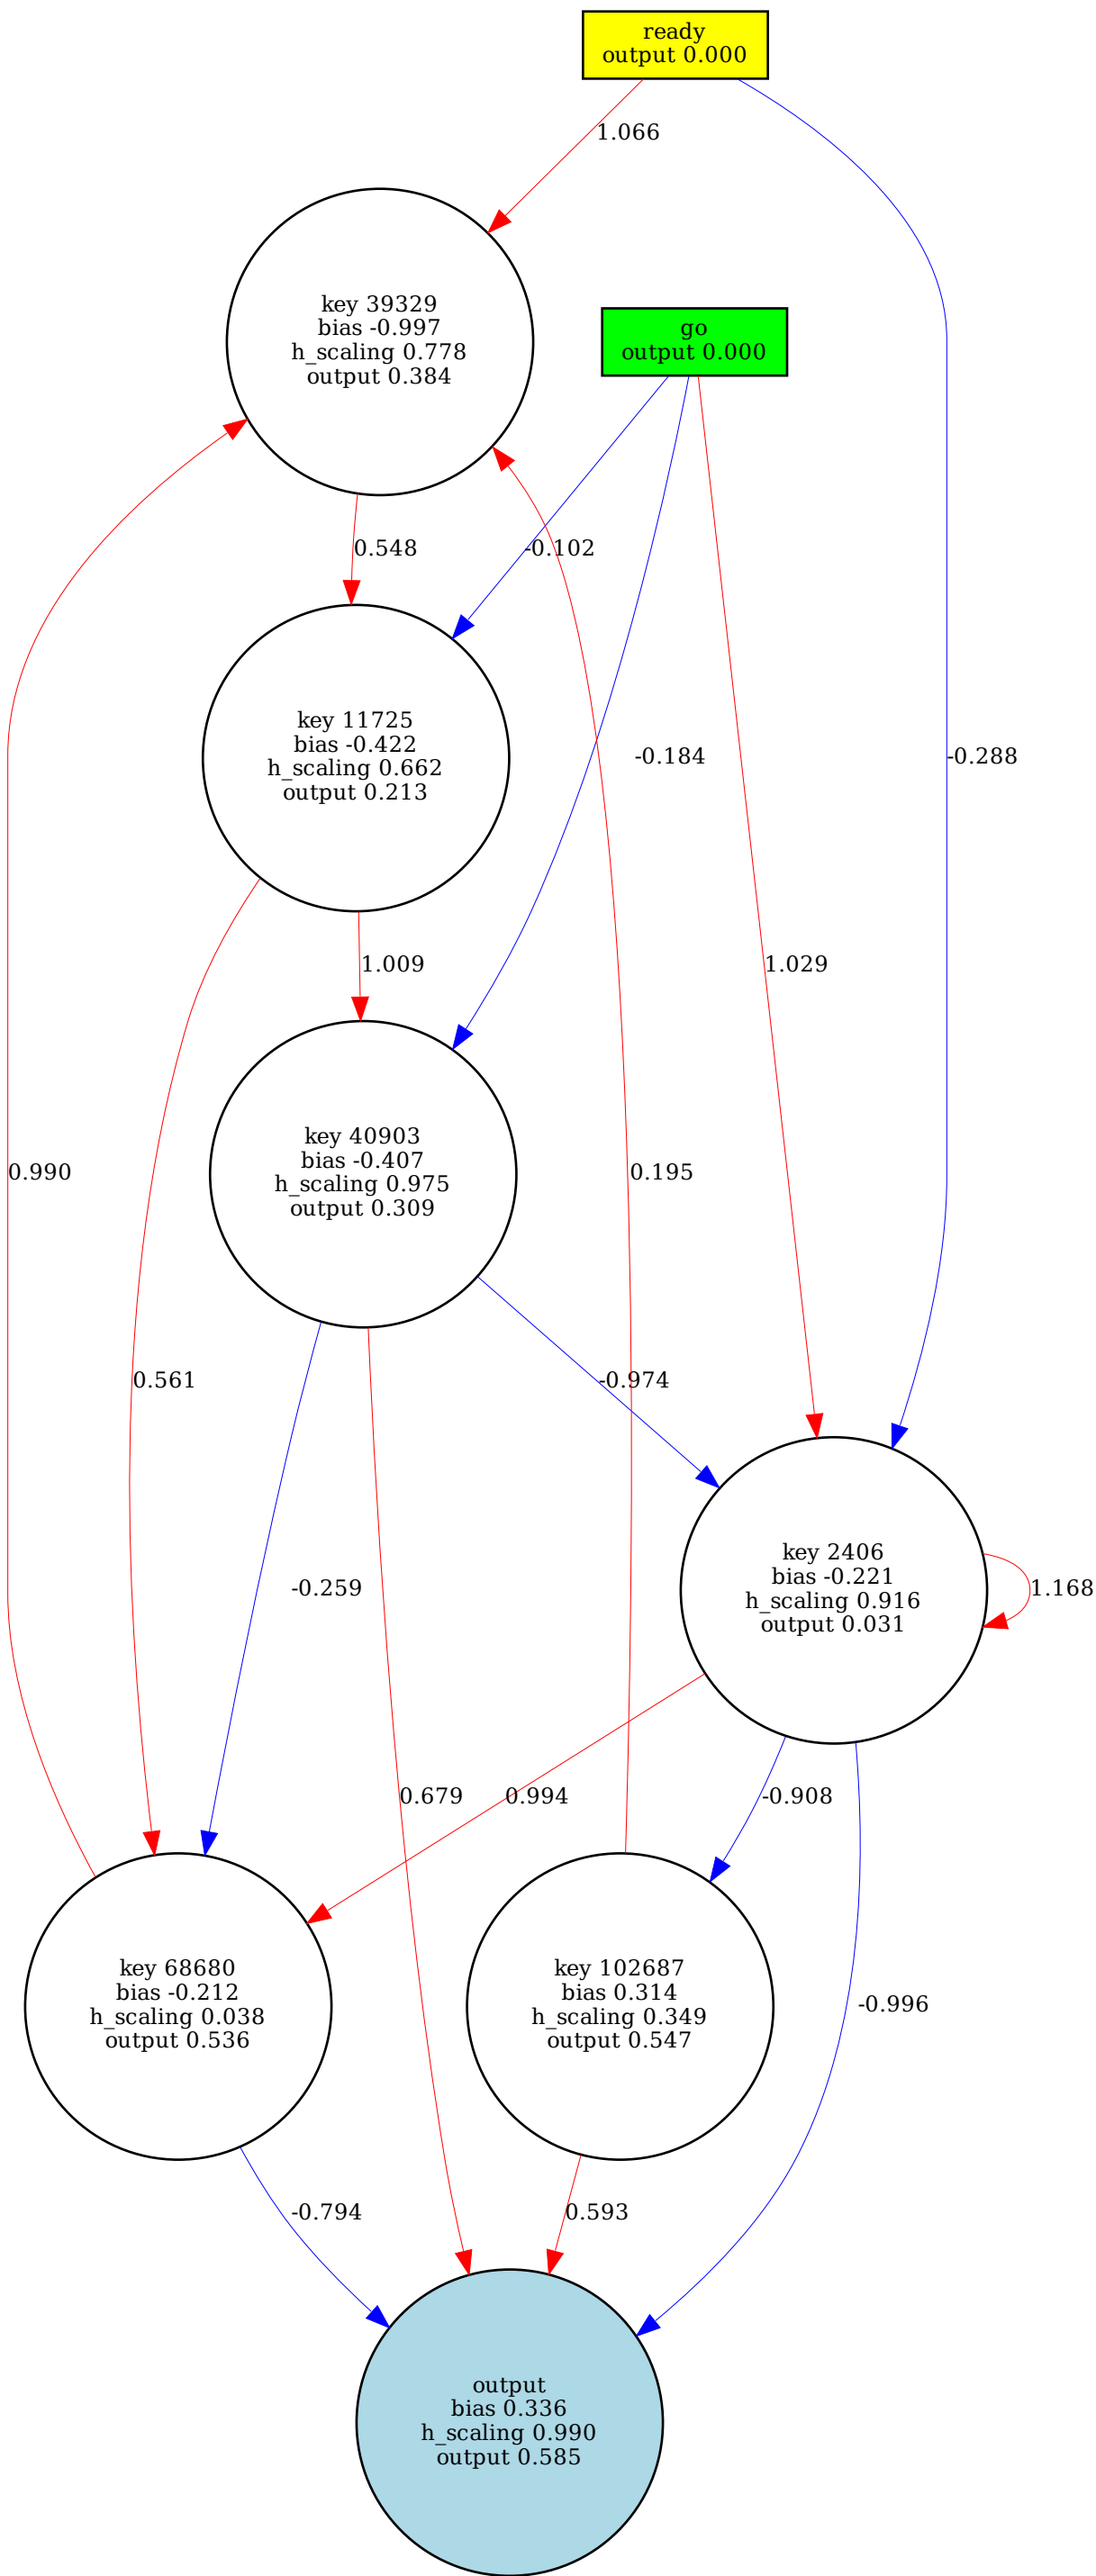 ready
output 0.000
1.066
key 39329
bias -0.997
h_scaling 0.778
output 0.384
go
output 0.000
0.548
-0.102
key 11725
bias -0.422
h_scaling 0.662
output 0.213
-0.184
-0.288
1.009
1.029
key 40903
bias -0.407
h_scaling 0.975
output 0.309
0.990
0.195
0.561
-0.974
key 2406
bias -0.221
h_scaling 0.916
output 0.031
-0.259
1.168
0.679
0.994
-0.908
key 68680
bias -0.212
h_scaling 0.038
output 0.536
key 102687
bias 0.314
h_scaling 0.349
output 0.547
-0.996
-0.794
0.593
output
bias 0.336
h_scaling 0.990
output 0.585